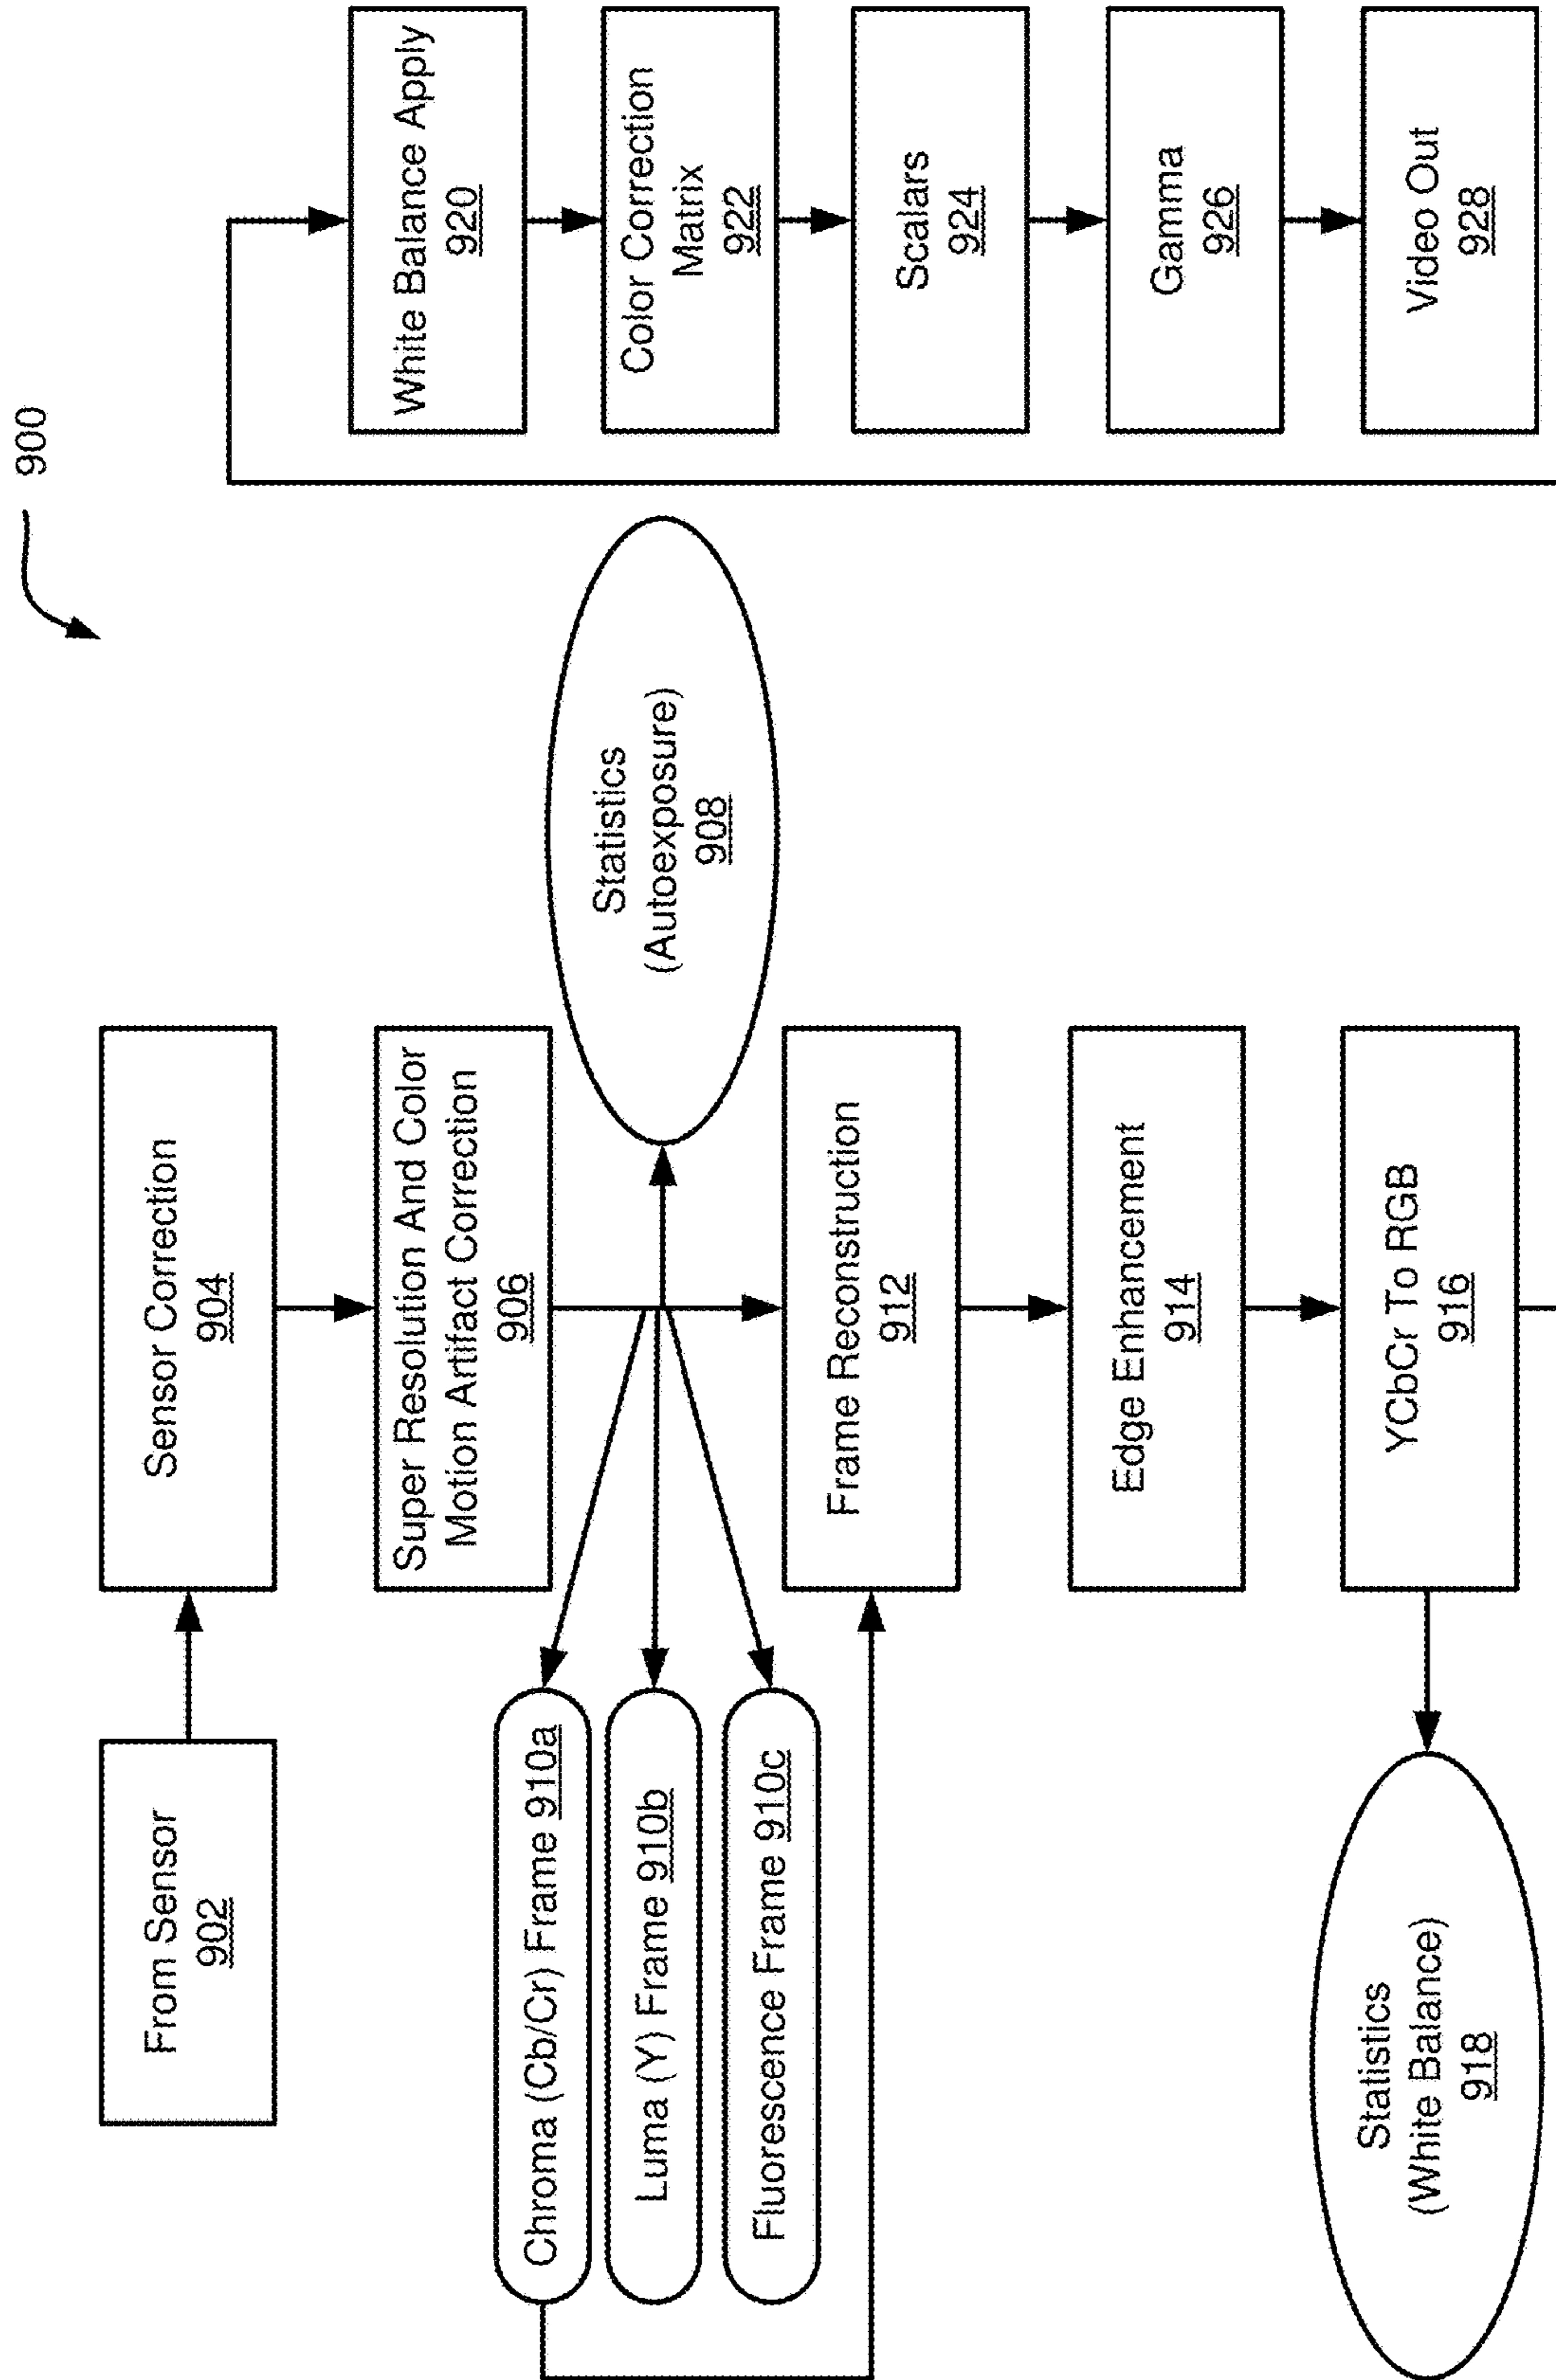 900
From Sensor
902
Sensor Correction
904
Super Resolution And Color
Motion Artifact Correction
906
Statistics
(Autoexposure)
908
Chroma (Cb/Cr) Frame 910a
Luma (Y) Frame 910b
Fluorescence Frame 910c
Frame Reconstruction
912
Edge Enhancement
914
YCbCr To RGB
916
Statistics
(White Balance)
918
White Balance Apply
920
Color Correction
Matrix
922
Scalars
924
Gamma
926
Video Out
928